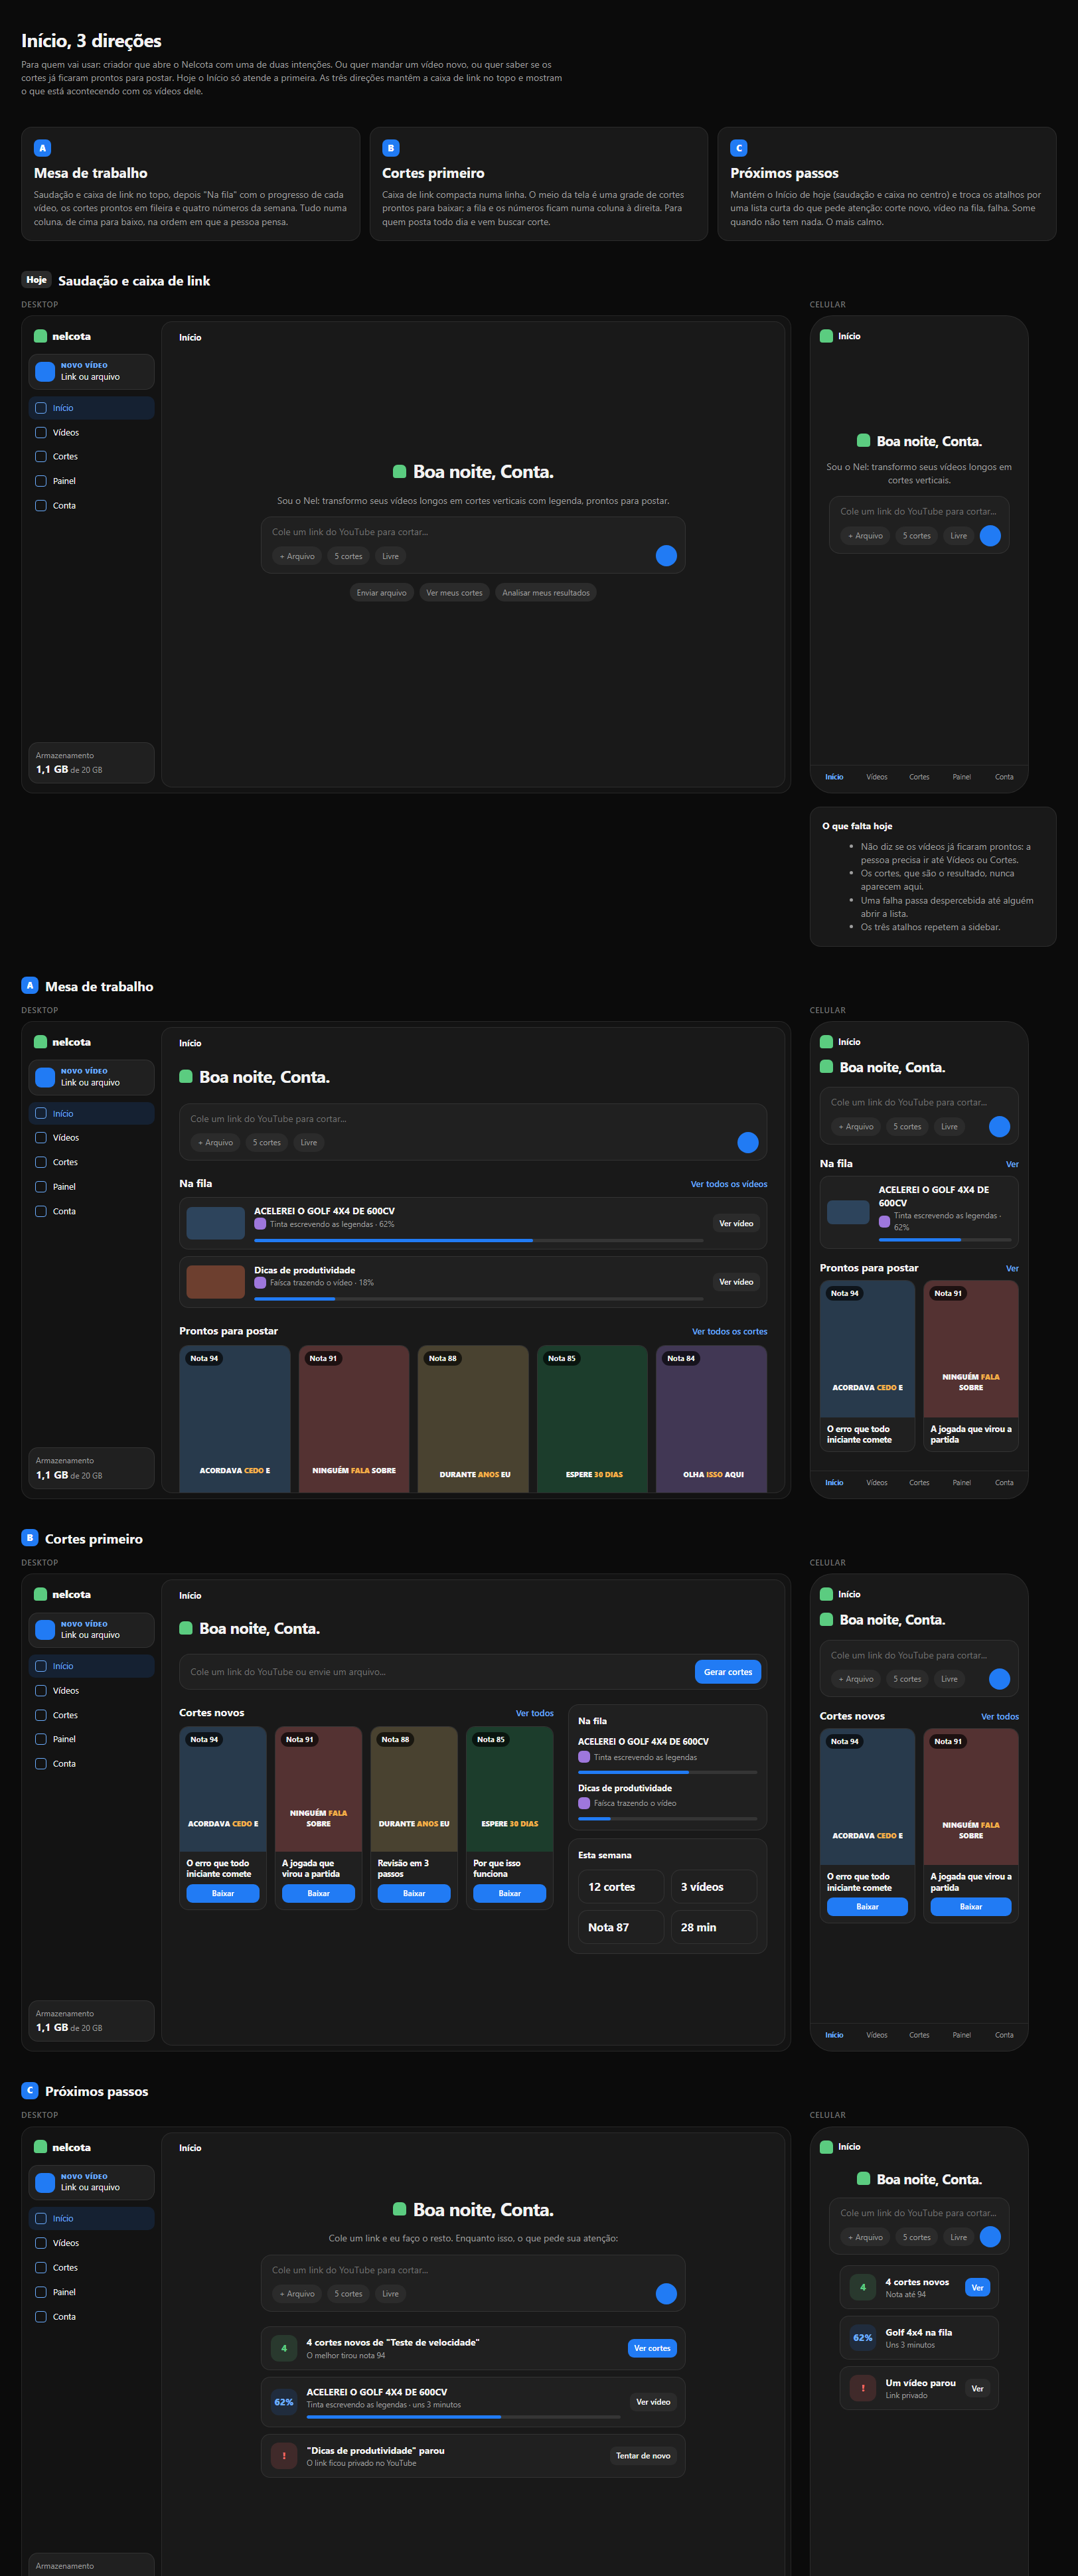 Início, 3 direções
Para quem vai usar: criador que abre o Nelcota com uma de duas intenções. Ou quer mandar um vídeo novo, ou quer saber se os
cortes já ficaram prontos para postar. Hoje o Início só atende a primeira. As três direções mantêm a caixa de link no topo e mostram
o que está acontecendo com os vídeos dele.
A
Mesa de trabalho
Saudação e caixa de link no topo, depois "Na fila" com o progresso de cada
vídeo, os cortes prontos em fileira e quatro números da semana. Tudo numa
coluna, de cima para baixo, na ordem em que a pessoa pensa.
B
Cortes primeiro
Caixa de link compacta numa linha. O meio da tela é uma grade de cortes
prontos para baixar; a fila e os números ficam numa coluna à direita. Para
quem posta todo dia e vem buscar corte.
C
Próximos passos
Mantém o Início de hoje (saudação e caixa no centro) e troca os atalhos por
uma lista curta do que pede atenção: corte novo, vídeo na fila, falha. Some
quando não tem nada. O mais calmo.
Hoje Saudação e caixa de link
DESKTOP
nelcota
NOVO VÍDEO
Link ou arquivo
Início
Vídeos
Cortes
Painel
Conta
Armazenamento
1,1 GB de 20 GB
Início
Boa noite, Conta.
Sou o Nel: transformo seus vídeos longos em cortes verticais com legenda, prontos para postar.
Cole um link do YouTube para cortar...
+ Arquivo 5 cortes Livre
Enviar arquivo Ver meus cortes Analisar meus resultados
CELULAR
Início
Boa noite, Conta.
Sou o Nel: transformo seus vídeos longos em
cortes verticais.
Cole um link do YouTube para cortar...
+ Arquivo 5 cortes Livre
Início Vídeos Cortes Painel Conta
O que falta hoje
• Não diz se os vídeos já ficaram prontos: a
pessoa precisa ir até Vídeos ou Cortes.
• Os cortes, que são o resultado, nunca
aparecem aqui.
• Uma falha passa despercebida até alguém
abrir a lista.
• Os três atalhos repetem a sidebar.
A Mesa de trabalho
DESKTOP
nelcota
NOVO VÍDEO
Link ou arquivo
Início
Vídeos
Cortes
Painel
Conta
Armazenamento
1,1 GB de 20 GB
Início
Boa noite, Conta.
Cole um link do YouTube para cortar...
+ Arquivo 5 cortes Livre
Na fila Ver todos os vídeos
ACELEREI O GOLF 4X4 DE 600CV
Tinta escrevendo as legendas · 62%
Ver vídeo
Dicas de produtividade
Faísca trazendo o vídeo · 18%
Ver vídeo
Prontos para postar Ver todos os cortes
Nota 94 Nota 91 Nota 88 Nota 85 Nota 84
ACORDAVA CEDO E NINGUÉM FALA SOBRE DURANTE ANOS EU ESPERE 30 DIAS OLHA ISSO AQUI
CELULAR
Início
Boa noite, Conta.
Cole um link do YouTube para cortar...
+ Arquivo 5 cortes Livre
Na fila Ver
ACELEREI O GOLF 4X4 DE
600CV
Tinta escrevendo as legendas ·
62%
Prontos para postar Ver
Nota 94 Nota 91
ACORDAVA CEDO E
NINGUÉM FALA
SOBRE
O erro que todo
iniciante comete
A jogada que virou a
partida
Início Vídeos Cortes Painel Conta
B Cortes primeiro
DESKTOP
nelcota
NOVO VÍDEO
Link ou arquivo
Início
Vídeos
Cortes
Painel
Conta
Armazenamento
1,1 GB de 20 GB
Início
Boa noite, Conta.
Cole um link do YouTube ou envie um arquivo...
Gerar cortes
Cortes novos Ver todos
Nota 94 Nota 91 Nota 88 Nota 85
ACORDAVA CEDO E
NINGUÉM FALA
SOBRE
DURANTE ANOS EU
ESPERE 30 DIAS
O erro que todo
iniciante comete
Baixar
A jogada que
virou a partida
Baixar
Revisão em 3
passos
Baixar
Por que isso
funciona
Baixar
Na fila
ACELEREI O GOLF 4X4 DE 600CV
Tinta escrevendo as legendas
Dicas de produtividade
Faísca trazendo o vídeo
Esta semana
12 cortes 3 vídeos
Nota 87 28 min
CELULAR
Início
Boa noite, Conta.
Cole um link do YouTube para cortar...
+ Arquivo 5 cortes Livre
Cortes novos Ver todos
Nota 94 Nota 91
ACORDAVA CEDO E
NINGUÉM FALA
SOBRE
O erro que todo
iniciante comete
Baixar
A jogada que virou a
partida
Baixar
Início Vídeos Cortes Painel Conta
C Próximos passos
DESKTOP
nelcota
NOVO VÍDEO
Link ou arquivo
Início
Vídeos
Cortes
Painel
Conta
Armazenamento
Início
Boa noite, Conta.
Cole um link e eu faço o resto. Enquanto isso, o que pede sua atenção:
Cole um link do YouTube para cortar...
+ Arquivo 5 cortes Livre
4
4 cortes novos de "Teste de velocidade"
O melhor tirou nota 94
Ver cortes
62%
ACELEREI O GOLF 4X4 DE 600CV
Tinta escrevendo as legendas · uns 3 minutos
Ver vídeo
!
"Dicas de produtividade" parou
O link ficou privado no YouTube
Tentar de novo
CELULAR
Início
Boa noite, Conta.
Cole um link do YouTube para cortar...
+ Arquivo 5 cortes Livre
4
4 cortes novos
Nota até 94
Ver
62%
Golf 4x4 na fila
Uns 3 minutos
!
Um vídeo parou
Link privado
Ver